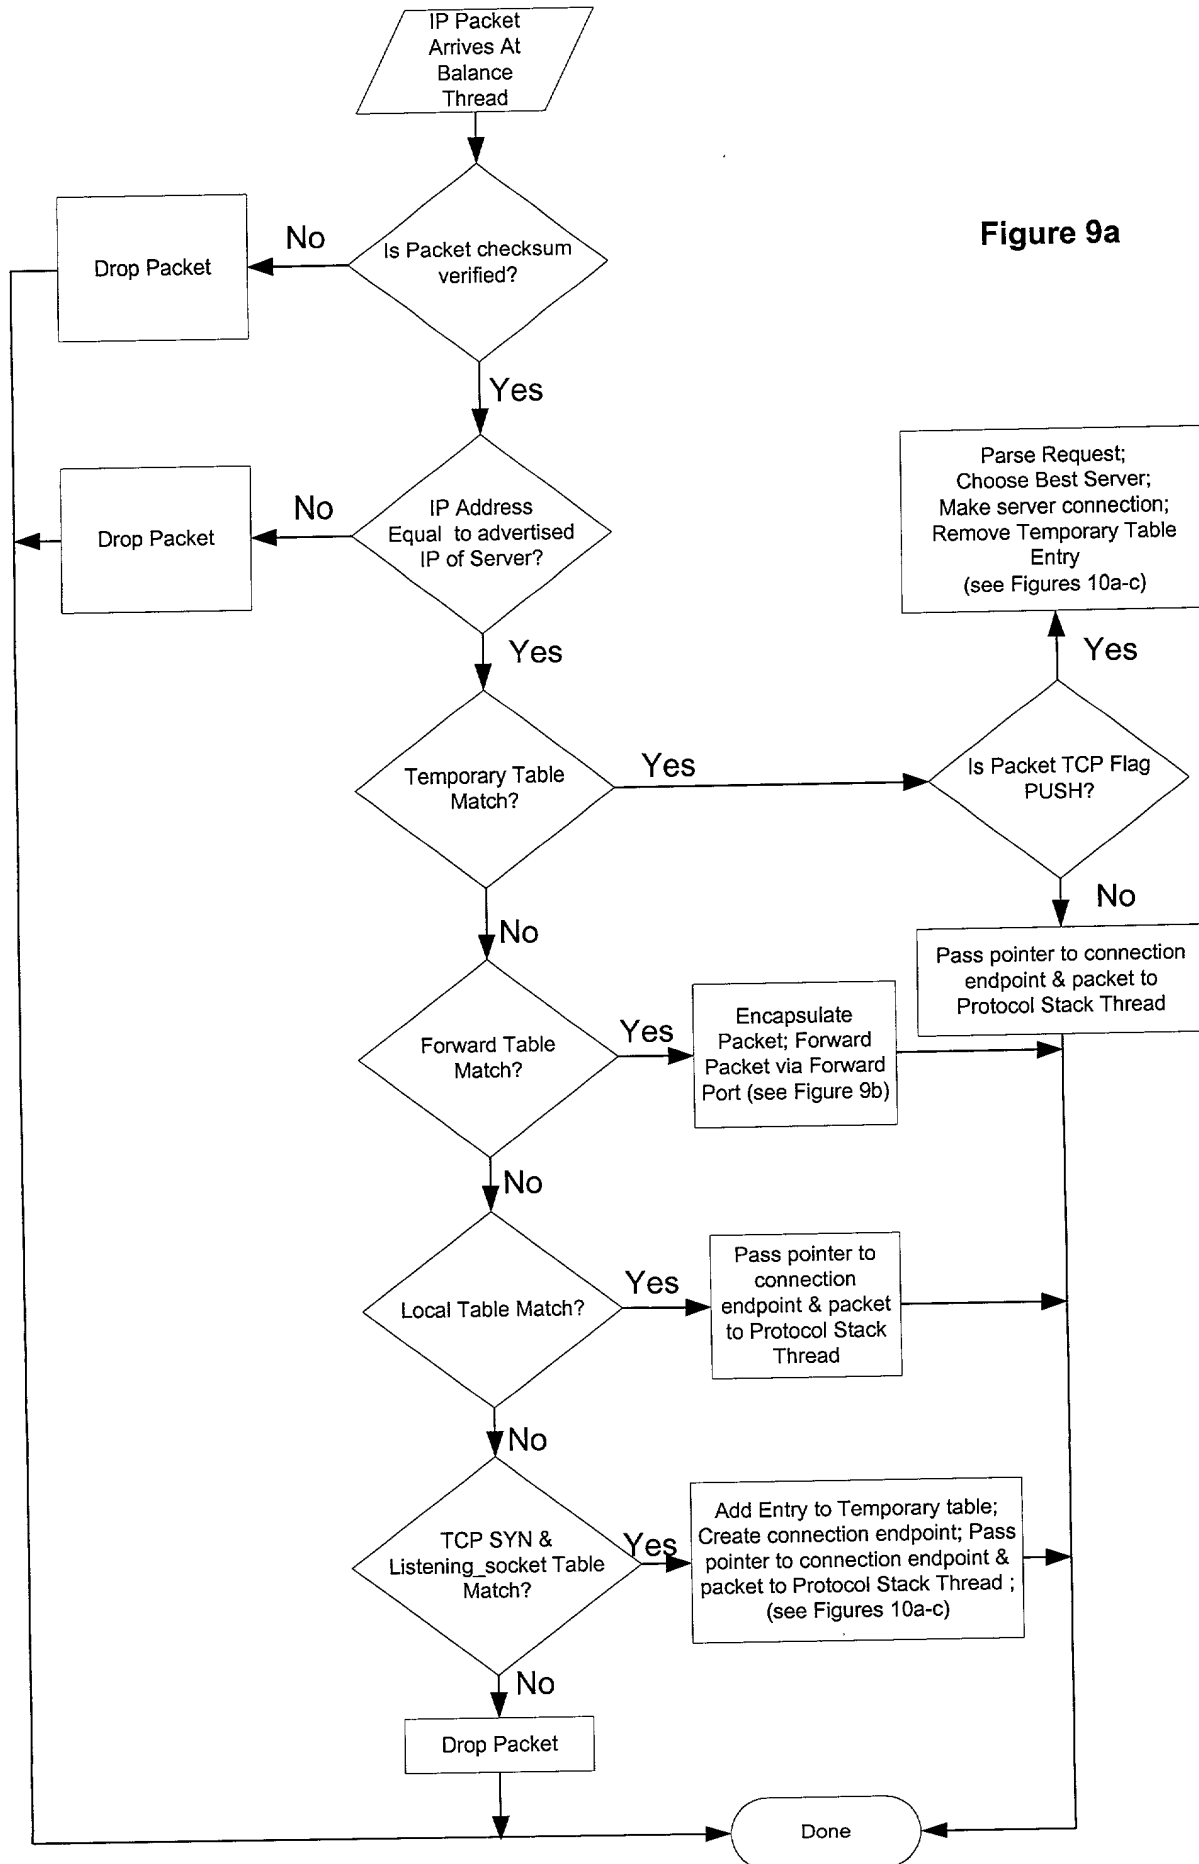 IP Packet
Arrives At
Balance
Thread
Figure 9a
Is Packet checksum
verified?
No
Drop Packet
Yes
IP Address
Equal to advertised
IP of Server?
No
Drop Packet
Yes
Parse Request;
Choose Best Server;
Make server connection;
Remove Temporary Table
Entry
(see Figures 10a-c)
Yes
Temporary Table
Match?
Yes
Is Packet TCP Flag
PUSH?
No
No
Pass pointer to connection
endpoint & packet to
Protocol Stack Thread
Forward Table
Match?
Yes
Encapsulate
Packet; Forward
Packet via Forward
Port (see Figure 9b)
No
Local Table Match?
Yes
Pass pointer to
connection
endpoint & packet
to Protocol Stack
Thread
No
TCP SYN &
Listening_socket Table
Match?
Yes
Add Entry to Temporary table;
Create connection endpoint; Pass
pointer to connection endpoint &
packet to Protocol Stack Thread ;
(see Figures 10a-c)
No
Drop Packet
Done